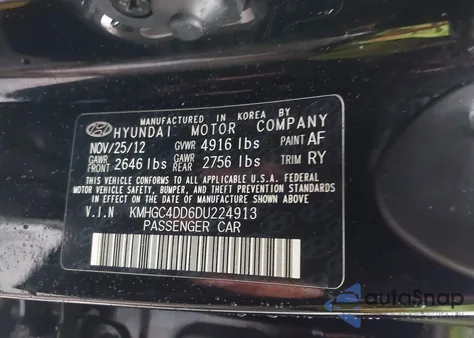 MANUFACTURED IN KOREA BY
HYUNDAI MOTOR COMPANY
NOV/25/12 GVWR 4916 lbs PAINT AF
GAWR FRONT 2646 lbs GAWR REAR 2756 lbs TRIM RY
THIS VEHICLE CONFORMS TO ALL APPLICABLE U.S.A. FEDERAL
MOTOR VEHICLE SAFETY, BUMPER, AND THEFT PREVENTION STANDARDS
IN EFFECT ON THE DATE OF MANUFACTURE SHOWN ABOVE.
V.I.N KMHGC4DD6DU224913
PASSENGER CAR
autoSnap